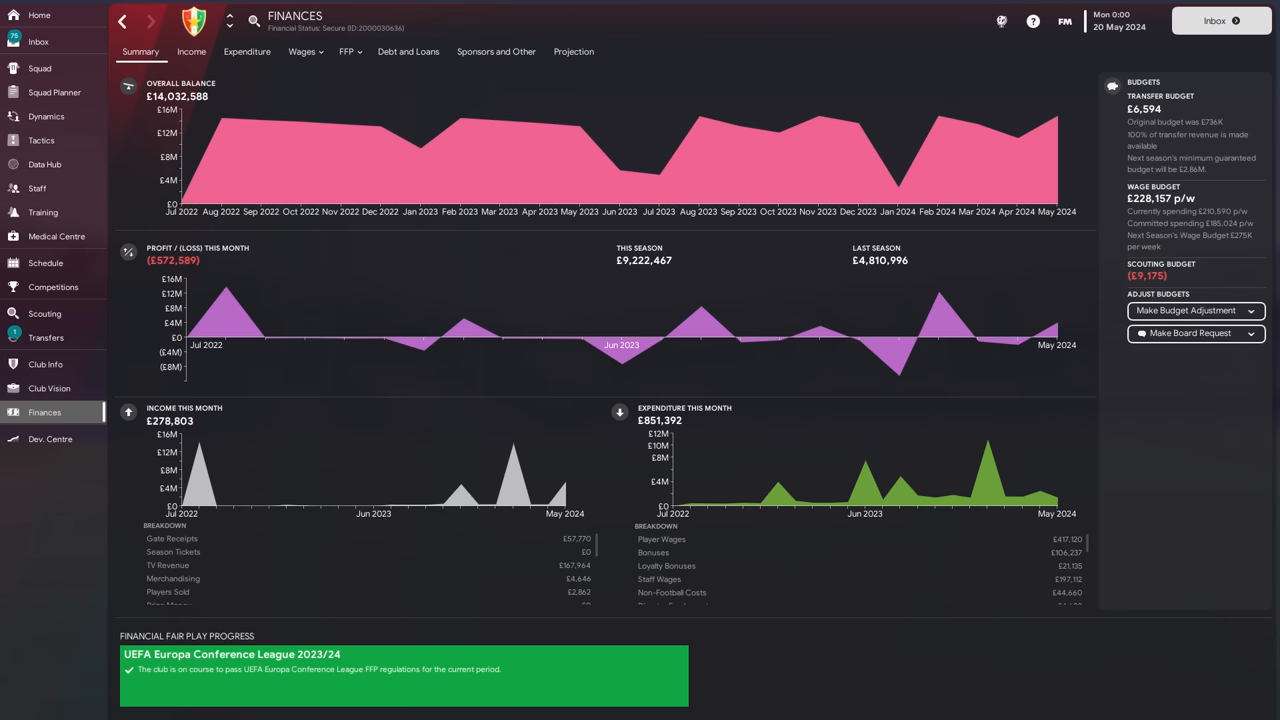 Home
75
Inbox
Squad
Squad Planner
Dynamics
Tactics
Data Hub
Staff
Training
Medical Centre
Schedule
Competitions
Scouting
1
Transfers
Club Info
Club Vision
Finances
Dev. Centre
FINANCES
Financial Status: Secure (ID:2000030636)
?
FM
Mon 0:00
20 May 2024
Inbox
Summary
Income
Expenditure
Wages
FFP
Debt and Loans
Sponsors and Other
Projection
OVERALL BALANCE
£14,032,588
£16M
£12M
£8M
£4M
£0
Jul 2022 Aug 2022 Sep 2022 Oct 2022 Nov 2022 Dec 2022 Jan 2023 Feb 2023 Mar 2023 Apr 2023 May 2023 Jun 2023 Jul 2023 Aug 2023 Sep 2023 Oct 2023 Nov 2023 Dec 2023 Jan 2024 Feb 2024 Mar 2024 Apr 2024 May 2024
PROFIT / (LOSS) THIS MONTH
(£572,589)
THIS SEASON
£9,222,467
LAST SEASON
£4,810,996
£16M
£12M
£8M
£4M
£0
(£4M)
(£8M)
Jul 2022 Jun 2023 May 2024
INCOME THIS MONTH
£278,803
£16M
£12M
£8M
£4M
£0
Jul 2022 Jun 2023 May 2024
BREAKDOWN
Gate Receipts £57,770
Season Tickets £0
TV Revenue £167,964
Merchandising £4,646
Players Sold £2,862
EXPENDITURE THIS MONTH
£851,392
£12M
£10M
£8M
£4M
£0
Jul 2022 Jun 2023 May 2024
BREAKDOWN
Player Wages £417,120
Bonuses £106,237
Loyalty Bonuses £21,135
Staff Wages £197,112
Non-Football Costs £44,660
FINANCIAL FAIR PLAY PROGRESS
UEFA Europa Conference League 2023/24
The club is on course to pass UEFA Europa Conference League FFP regulations for the current period.
BUDGETS
TRANSFER BUDGET
£6,594
Original budget was £736K
100% of transfer revenue is made
available
Next season's minimum guaranteed
budget will be £2.86M.
WAGE BUDGET
£228,157 p/w
Currently spending £210,590 p/w
Committed spending £185,024 p/w
Next Season's Wage Budget £275K
per week
SCOUTING BUDGET
(£9,175)
ADJUST BUDGETS
Make Budget Adjustment
Make Board Request